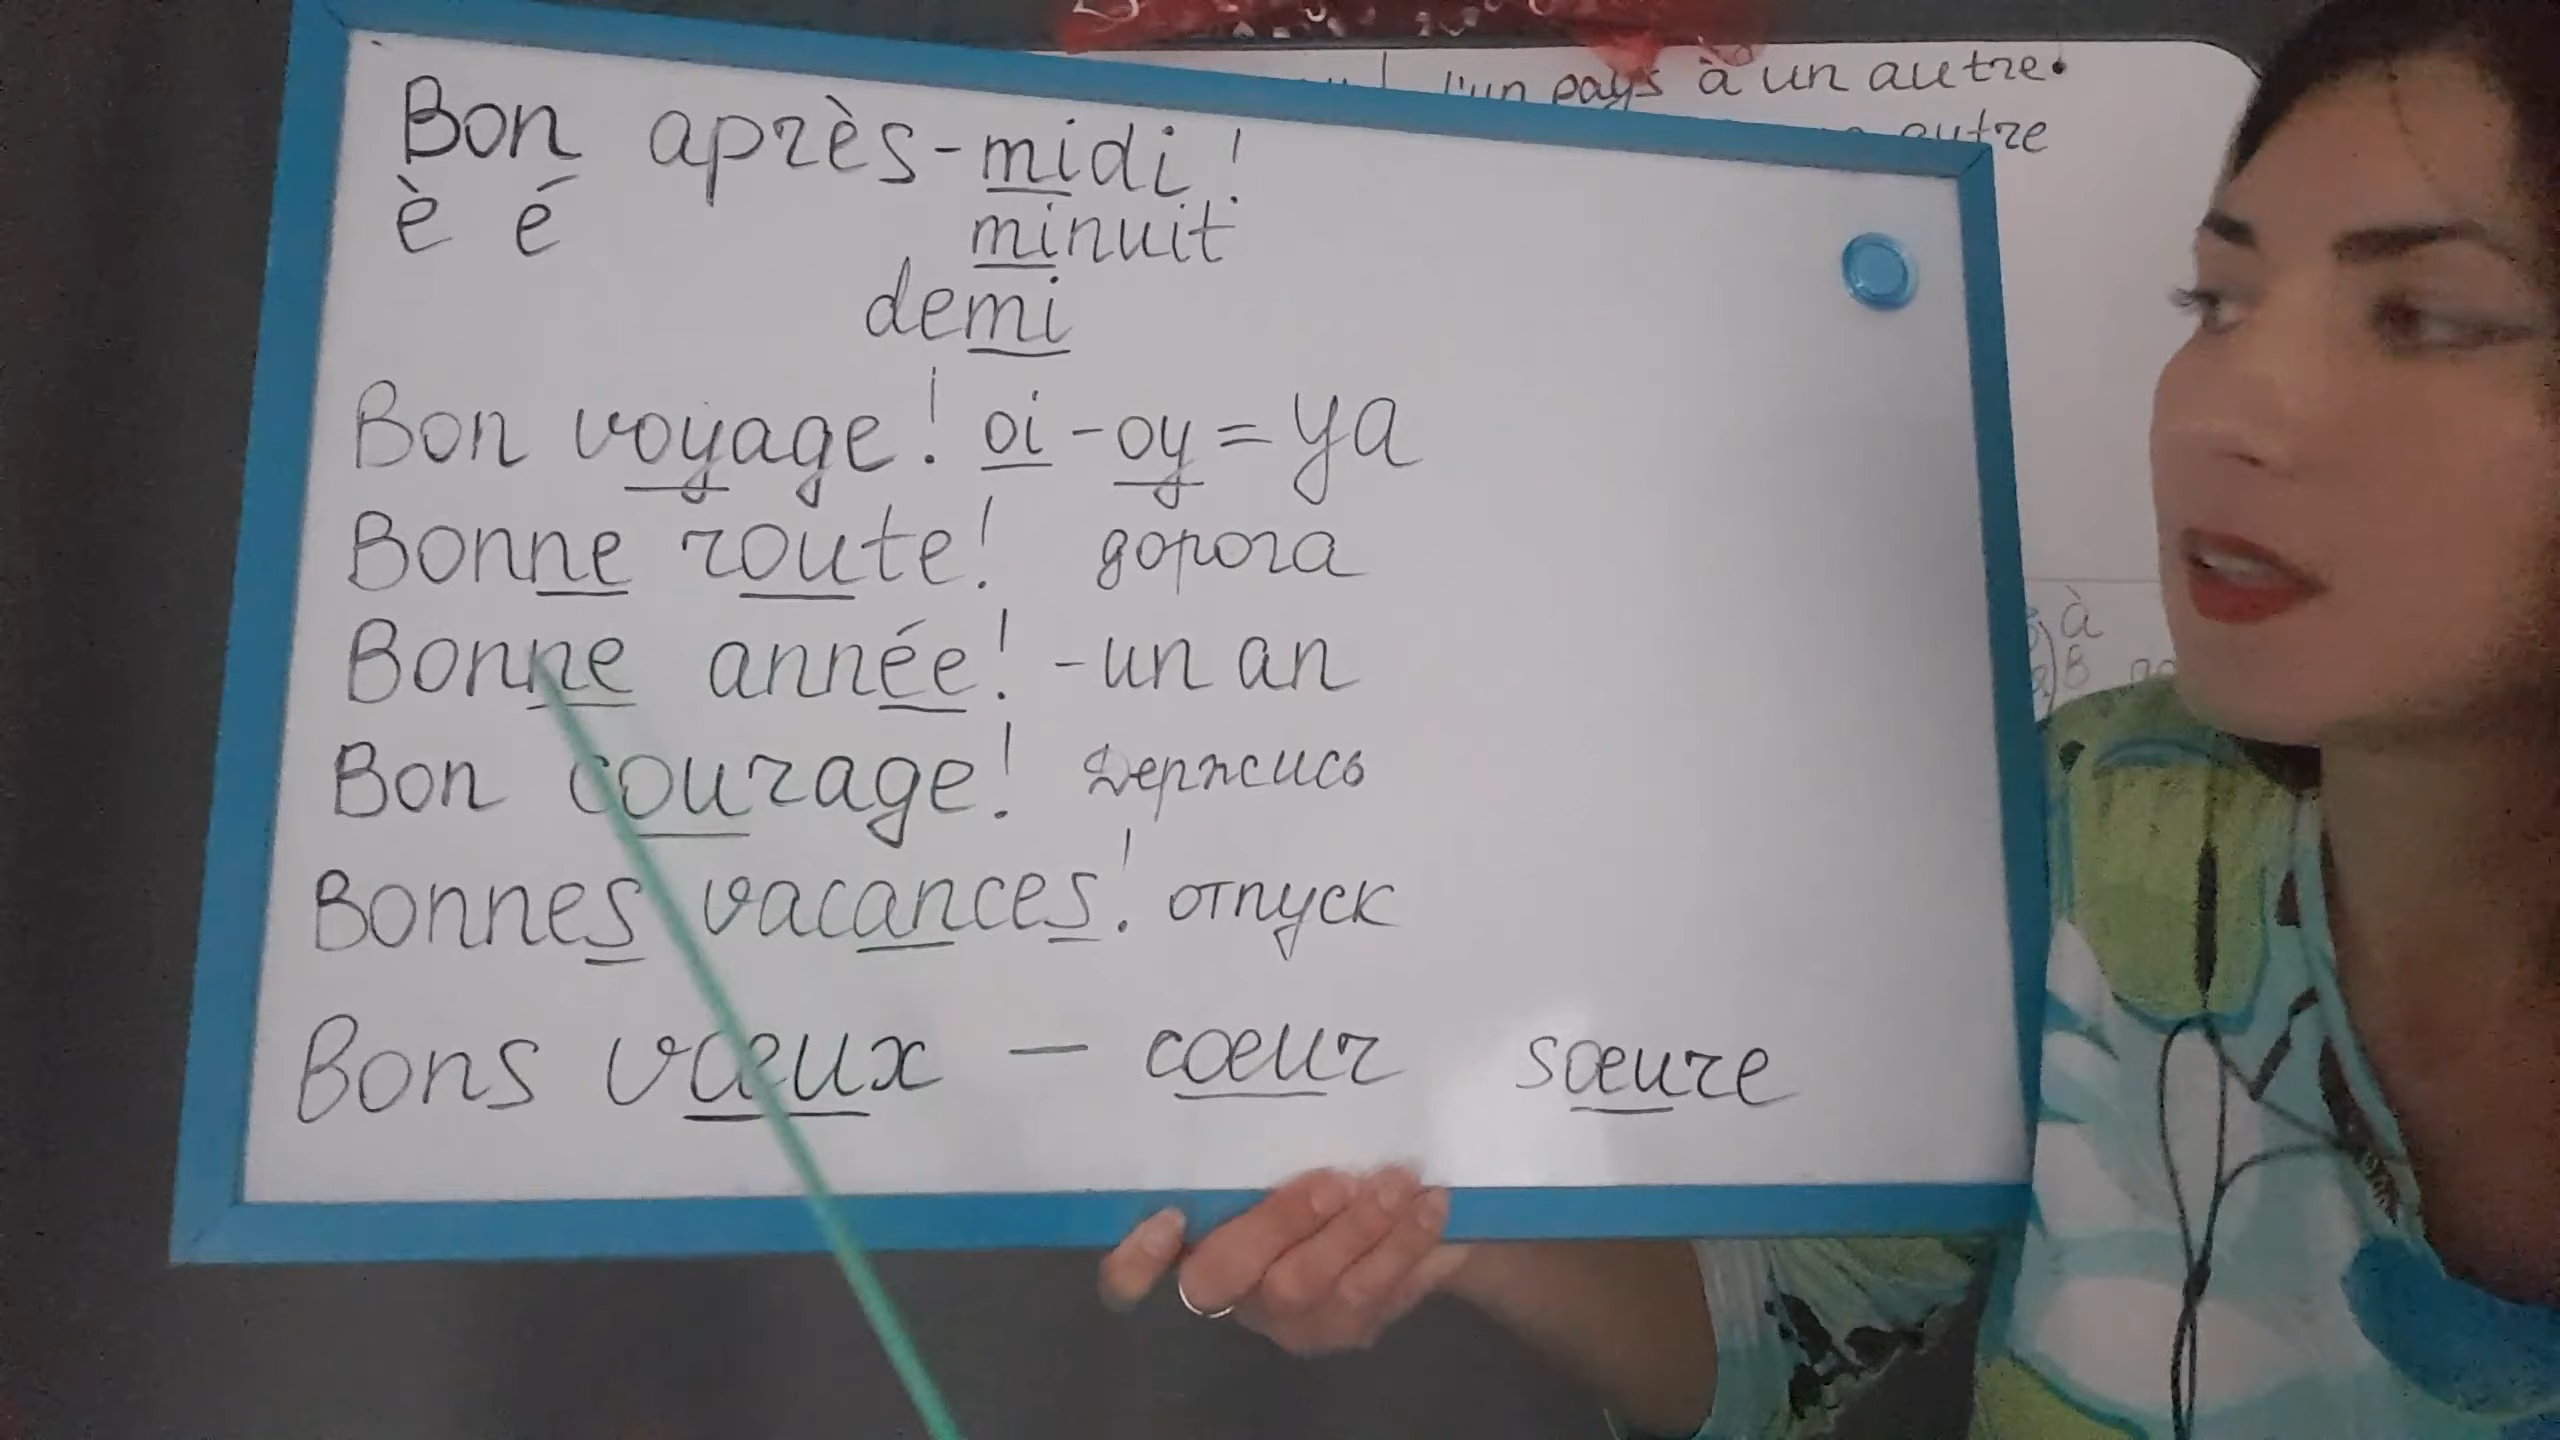 l'un pays à un autre.
autre
Bon après-midi!
è é minuit
demi
Bon voyage! oi - oy = ya
Bonne route! дорога
Bonne année! - un an
Bon courage! Держись
Bonnes vacances! отпуск
Bons vœux — cœur sœure
à
В